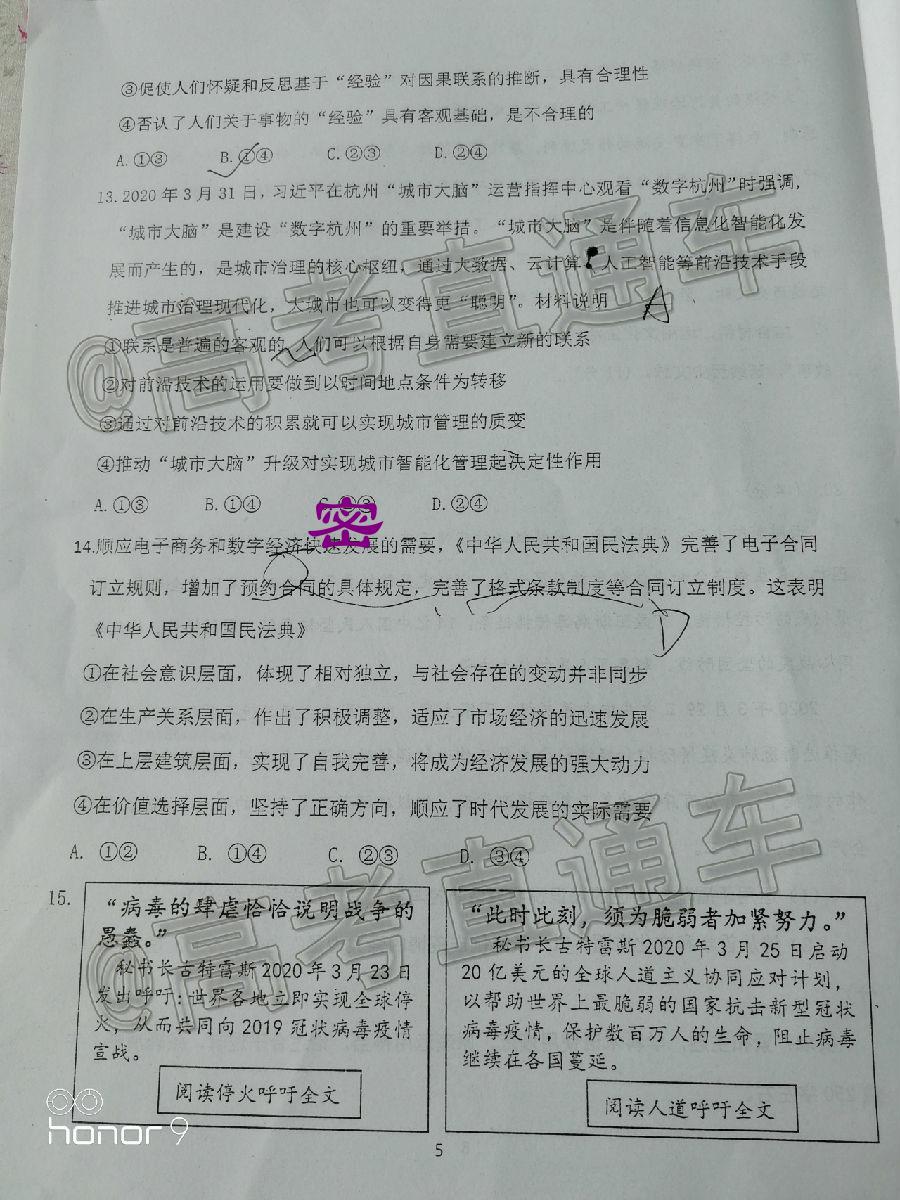 ③促使人们怀疑和反思基于“经验”对因果联系的推断，具有合理性
④否认了人们关于事物的“经验”具有客观基础，是不合理的
A.①③ B.①④ C.②③ D.②④
13.2020年3月31日，习近平在杭州“城市大脑”运营指挥中心观看“数字杭州”时强调，
“城市大脑”是建设“数字杭州”的重要举措。“城市大脑”是伴随着信息化智能化发
展而产生的，是城市治理的核心枢纽，通过大数据、云计算、人工智能等前沿技术手段
推进城市治理现代化，大城市也可以变得更“聪明”。材料说明
A
①联系是普遍的客观的，人们可以根据自身需要建立新的联系
②对前沿技术的运用要做到以时间地点条件为转移
③通过对前沿技术的积累就可以实现城市管理的质变
④推动“城市大脑”升级对实现城市智能化管理起决定性作用
A.①③ B.①④ C.②③ D.②④
密
14.顺应电子商务和数字经济快速发展的需要，《中华人民共和国民法典》完善了电子合同
订立规则，增加了预约合同的具体规定，完善了格式条款制度等合同订立制度。这表明
《中华人民共和国民法典》
D
①在社会意识层面，体现了相对独立，与社会存在的变动并非同步
②在生产关系层面，作出了积极调整，适应了市场经济的迅速发展
③在上层建筑层面，实现了自我完善，将成为经济发展的强大动力
④在价值选择层面，坚持了正确方向，顺应了时代发展的实际需要
A. ①② B. ①④ C. ②③ D. ③④
15.
“病毒的肆虐恰恰说明战争的
愚蠢。”
秘书长古特雷斯2020年3月23日
发出呼吁：世界各地立即实现全球停
火，从而共同向2019冠状病毒疫情
宣战。
阅读停火呼吁全文
“此时此刻，须为脆弱者加紧努力。”
秘书长古特雷斯2020年3月25日启动
20亿美元的全球人道主义协同应对计划，
以帮助世界上最脆弱的国家抗击新型冠状
病毒疫情，保护数百万人的生命，阻止病毒
继续在各国蔓延。
阅读人道呼吁全文
5
honor 9
@高考直通车
@高考直通车